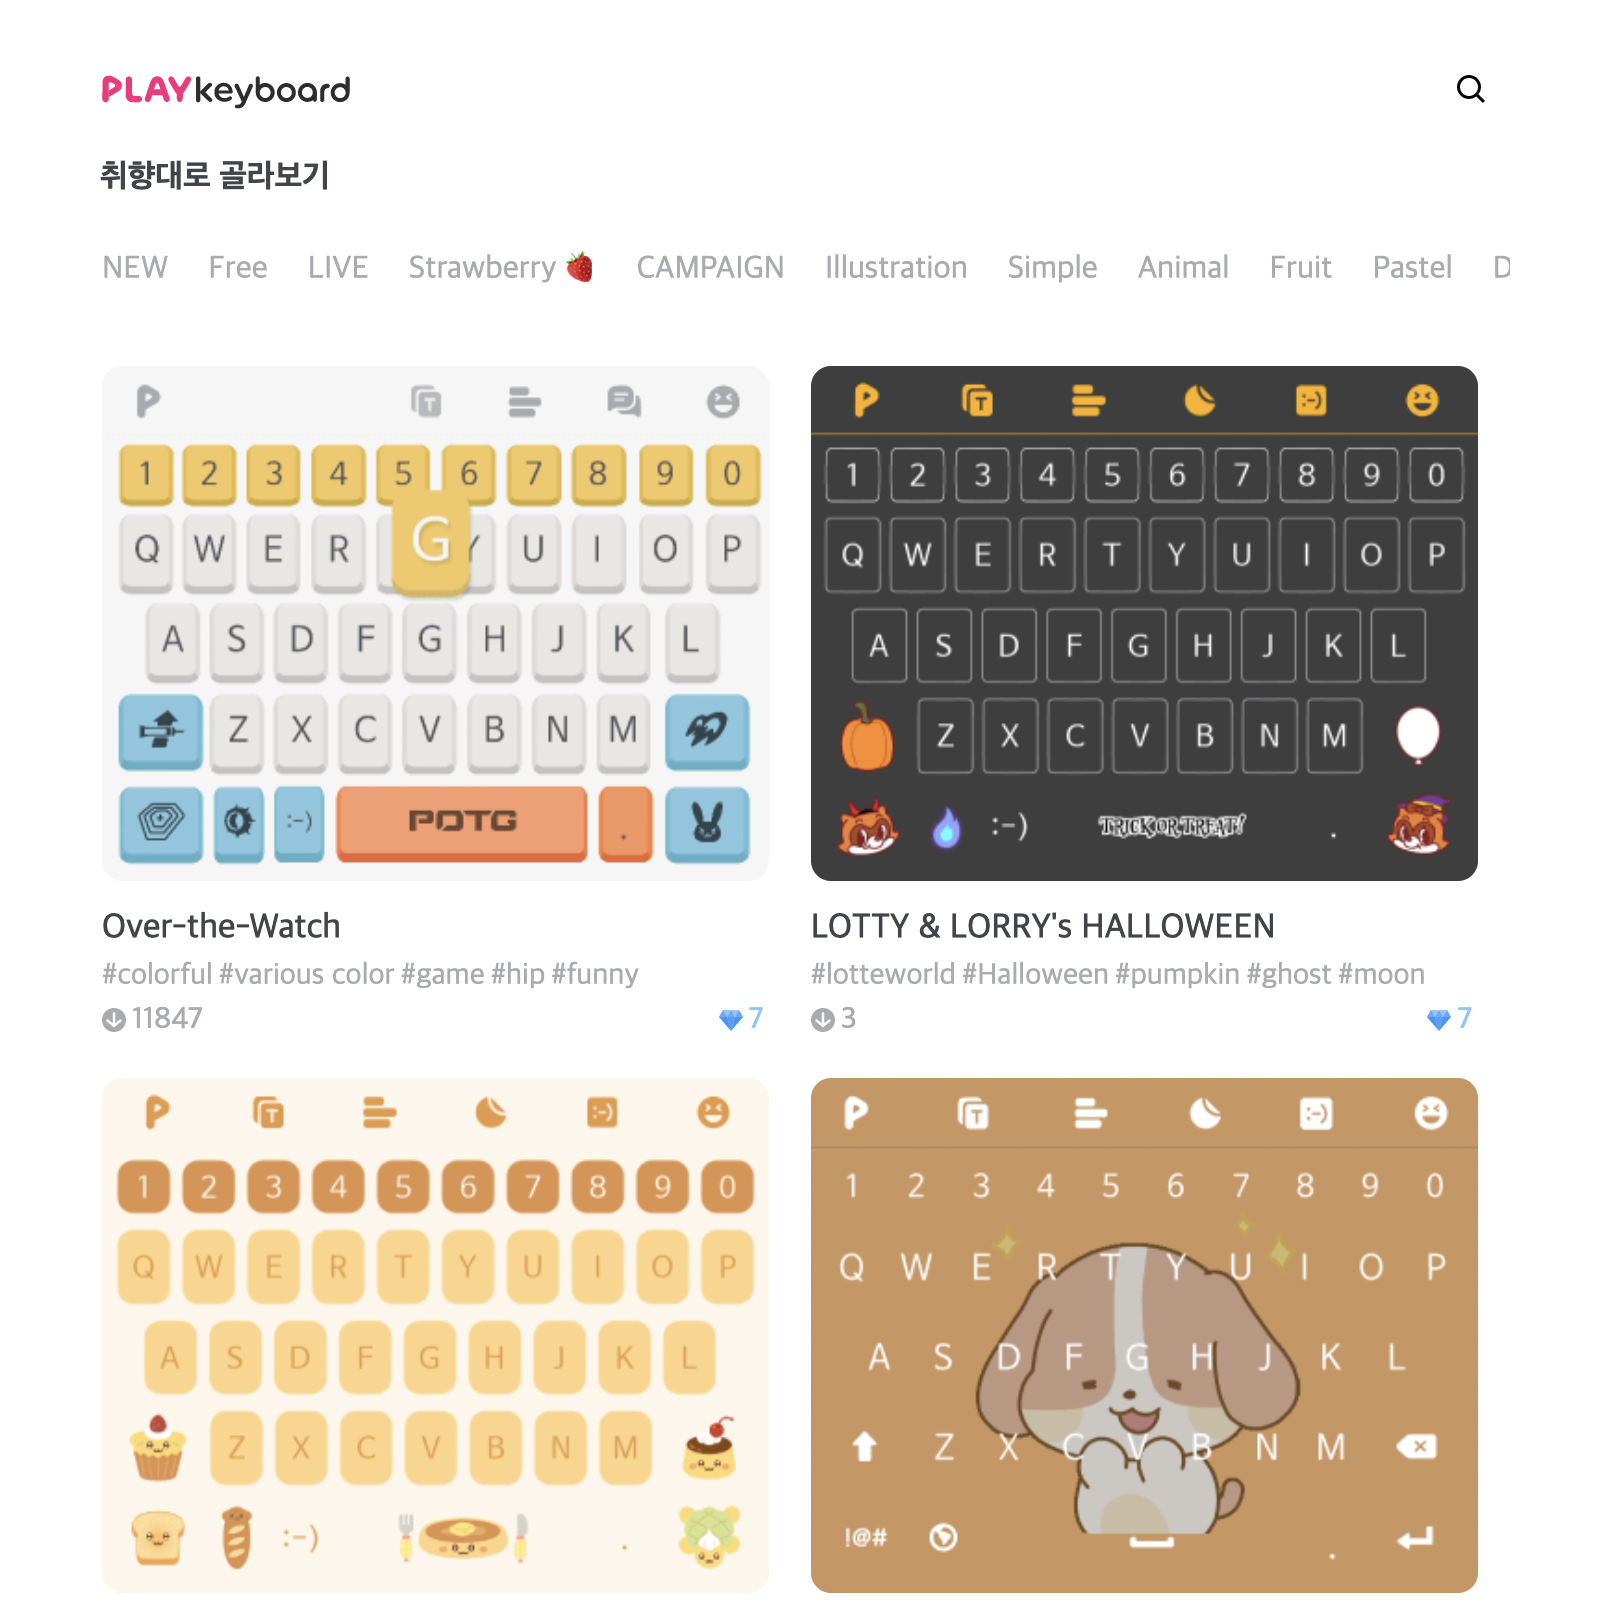 PLAYkeyboard
취향대로 골라보기
NEW Free LIVE Strawberry 🍓 CAMPAIGN Illustration Simple Animal Fruit Pastel D
1 2 3 4 5 6 7 8 9 0
Q W E R G Y U I O P
A S D F G H J K L
Z X C V B N M
:-) POTG .
Over-the-Watch
#colorful #various color #game #hip #funny
11847 7
T :-)
1 2 3 4 5 6 7 8 9 0
Q W E R T Y U I O P
A S D F G H J K L
Z X C V B N M
:-) TRICK OR TREAT! .
LOTTY & LORRY's HALLOWEEN
#lotteworld #Halloween #pumpkin #ghost #moon
3 7
T :-)
1 2 3 4 5 6 7 8 9 0
Q W E R T Y U I O P
A S D F G H J K L
Z X C V B N M
:-) .
T :-)
1 2 3 4 5 6 7 8 9 0
Q W E R T Y U I O P
A S D F G H J K L
Z X C V B N M
!@# .